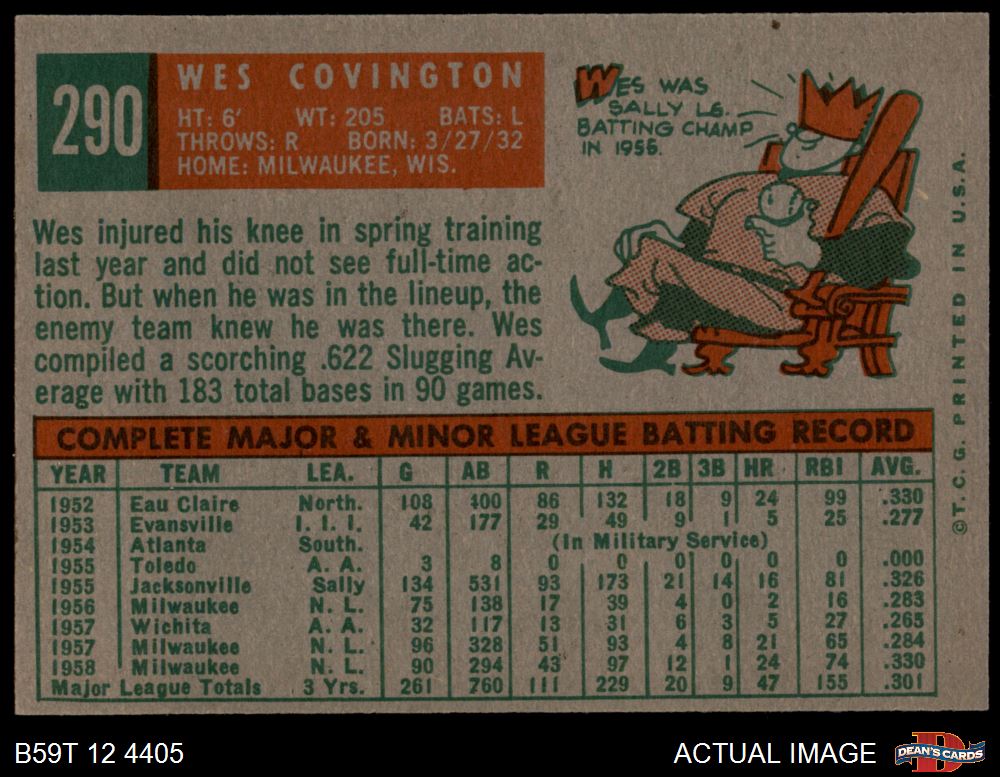 290
WES COVINGTON
HT: 6' WT: 205 BATS: L
THROWS: R BORN: 3/27/32
HOME: MILWAUKEE, WIS.
WES WAS
SALLY LG.
BATTING CHAMP
IN 1955.
Wes injured his knee in spring training
last year and did not see full-time ac-
tion. But when he was in the lineup, the
enemy team knew he was there. Wes
compiled a scorching .622 Slugging Av-
erage with 183 total bases in 90 games.
COMPLETE MAJOR & MINOR LEAGUE BATTING RECORD
YEAR TEAM LEA. G AB R H 2B 3B HR RBI AVG.
1952 Eau Claire North. 108 400 86 132 18 9 24 99 .330
1953 Evansville I. I. I. 42 177 29 49 9 1 5 25 .277
1954 Atlanta South. (In Military Service)
1955 Toledo A. A. 3 8 0 0 0 0 0 0 .000
1955 Jacksonville Sally 134 531 93 173 21 14 16 81 .326
1956 Milwaukee N. L. 75 138 17 39 4 0 2 16 .283
1957 Wichita A. A. 32 117 13 31 6 3 5 27 .265
1957 Milwaukee N. L. 96 328 51 93 4 8 21 65 .284
1958 Milwaukee N. L. 90 294 43 97 12 1 24 74 .330
Major League Totals 3 Yrs. 261 760 111 229 20 9 47 155 .301
©T.C.G. PRINTED IN U.S.A.
B59T 12 4405
ACTUAL IMAGE
D
DEAN'S CARDS